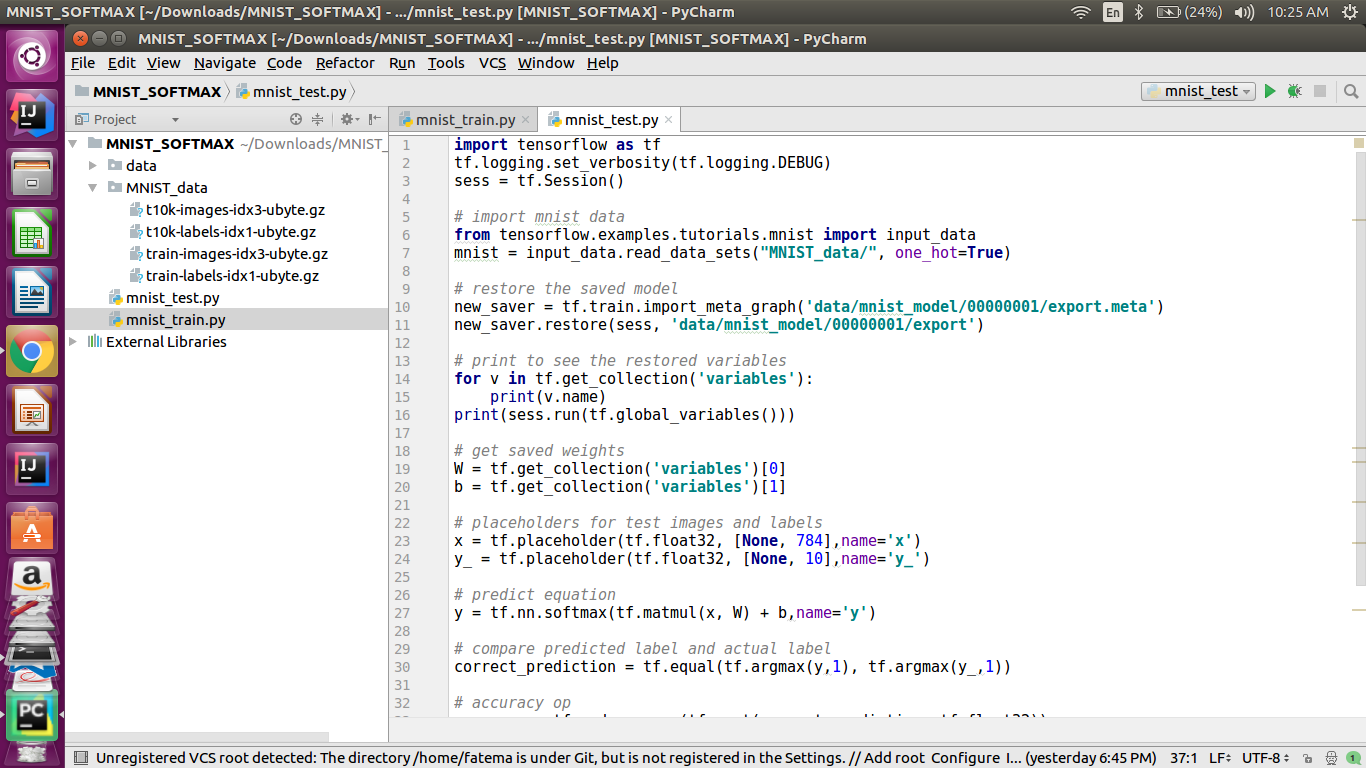 MNIST_SOFTMAX [~/Downloads/MNIST_SOFTMAX] - .../mnist_test.py [MNIST_SOFTMAX] - PyCharm
En (24%) 10:25 AM
MNIST_SOFTMAX [~/Downloads/MNIST_SOFTMAX] - .../mnist_test.py [MNIST_SOFTMAX] - PyCharm
File Edit View Navigate Code Refactor Run Tools VCS Window Help
MNIST_SOFTMAX mnist_test.py
mnist_test
Project
MNIST_SOFTMAX ~/Downloads/MNIST_
data
MNIST_data
t10k-images-idx3-ubyte.gz
t10k-labels-idx1-ubyte.gz
train-images-idx3-ubyte.gz
train-labels-idx1-ubyte.gz
mnist_test.py
mnist_train.py
External Libraries
mnist_train.py mnist_test.py
1 import tensorflow as tf
2 tf.logging.set_verbosity(tf.logging.DEBUG)
3 sess = tf.Session()
4
5 # import mnist data
6 from tensorflow.examples.tutorials.mnist import input_data
7 mnist = input_data.read_data_sets("MNIST_data/", one_hot=True)
8
9 # restore the saved model
10 new_saver = tf.train.import_meta_graph('data/mnist_model/00000001/export.meta')
11 new_saver.restore(sess, 'data/mnist_model/00000001/export')
12
13 # print to see the restored variables
14 for v in tf.get_collection('variables'):
15     print(v.name)
16 print(sess.run(tf.global_variables()))
17
18 # get saved weights
19 W = tf.get_collection('variables')[0]
20 b = tf.get_collection('variables')[1]
21
22 # placeholders for test images and labels
23 x = tf.placeholder(tf.float32, [None, 784],name='x')
24 y_ = tf.placeholder(tf.float32, [None, 10],name='y_')
25
26 # predict equation
27 y = tf.nn.softmax(tf.matmul(x, W) + b,name='y')
28
29 # compare predicted label and actual label
30 correct_prediction = tf.equal(tf.argmax(y,1), tf.argmax(y_,1))
31
32 # accuracy op
IJ
IJ
A
a
PC
Unregistered VCS root detected: The directory /home/fatema is under Git, but is not registered in the Settings. // Add root Configure I... (yesterday 6:45 PM) 37:1 LF UTF-8 1